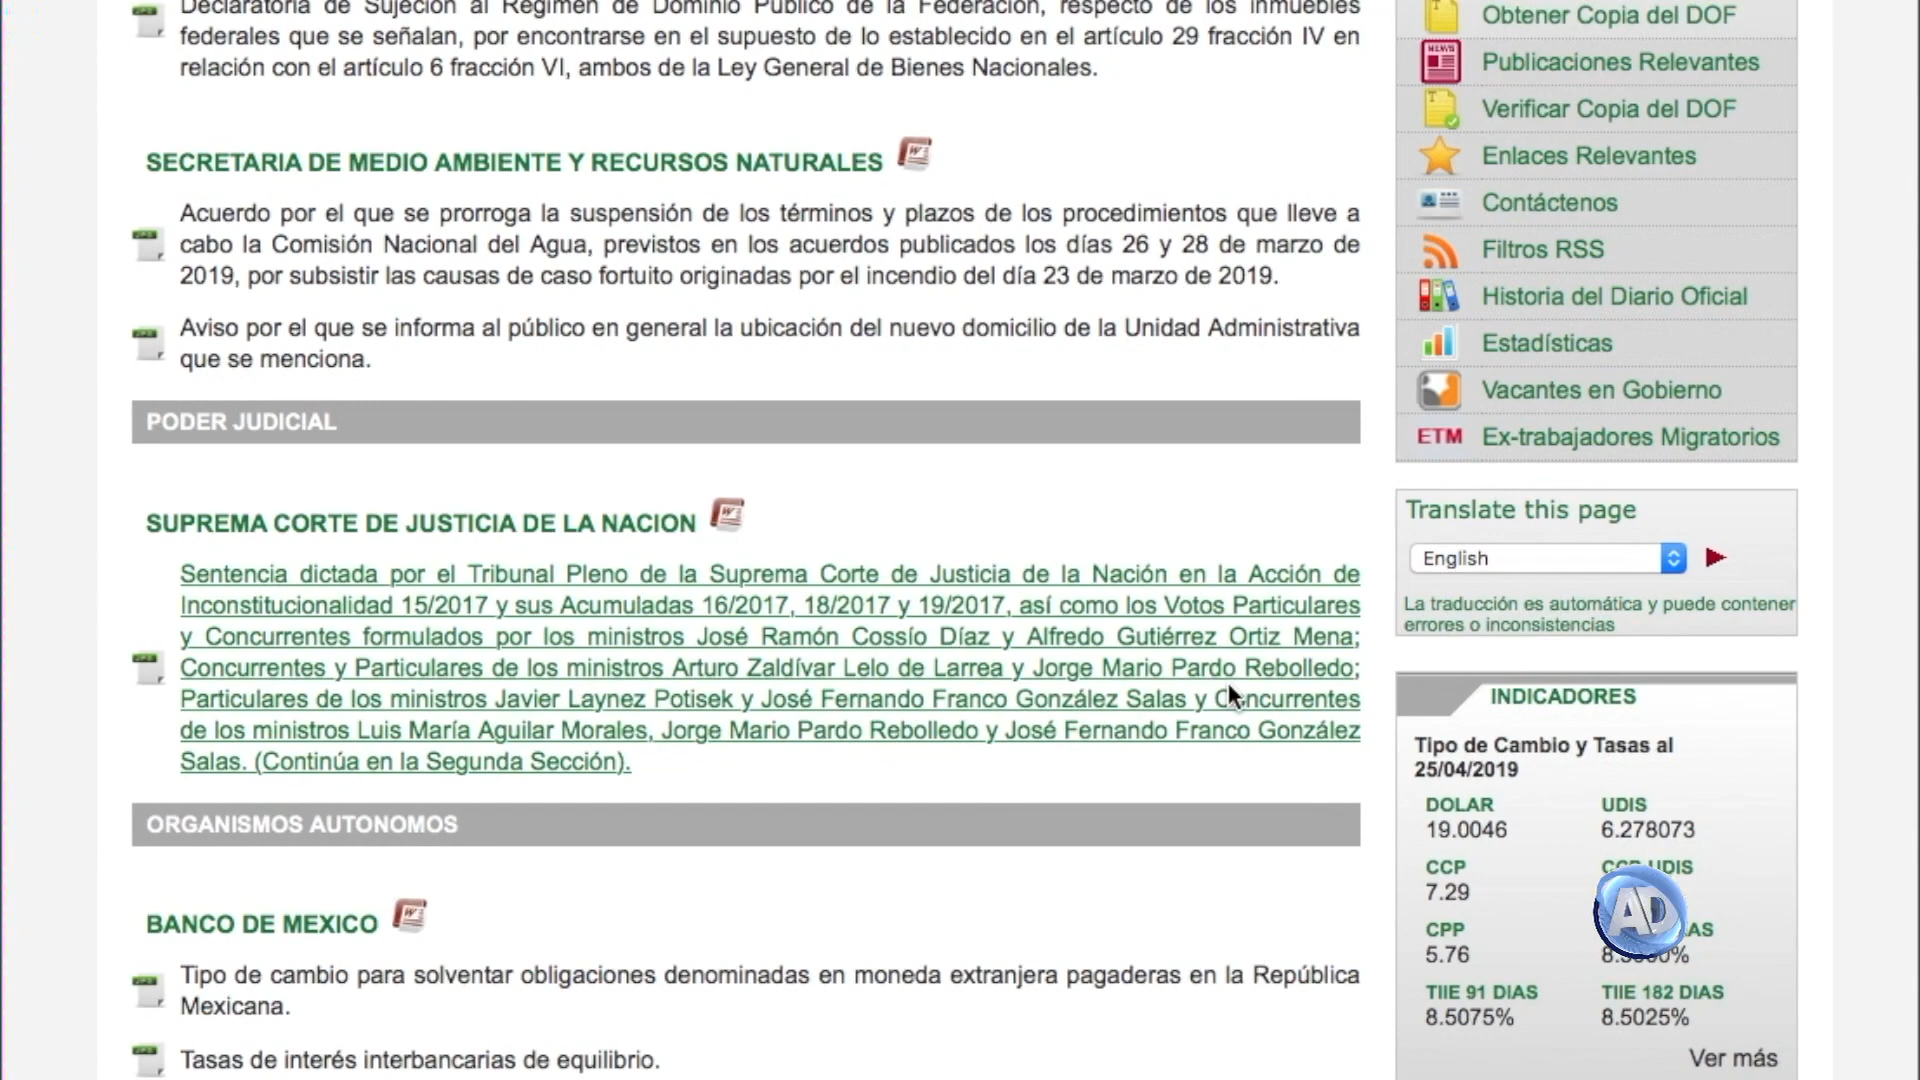 Declaratoria de Sujeción al Régimen de Dominio Público de la Federación, respecto de los inmuebles
federales que se señalan, por encontrarse en el supuesto de lo establecido en el artículo 29 fracción IV en
relación con el artículo 6 fracción VI, ambos de la Ley General de Bienes Nacionales.
SECRETARIA DE MEDIO AMBIENTE Y RECURSOS NATURALES
Acuerdo por el que se prorroga la suspensión de los términos y plazos de los procedimientos que lleve a
cabo la Comisión Nacional del Agua, previstos en los acuerdos publicados los días 26 y 28 de marzo de
2019, por subsistir las causas de caso fortuito originadas por el incendio del día 23 de marzo de 2019.
Aviso por el que se informa al público en general la ubicación del nuevo domicilio de la Unidad Administrativa
que se menciona.
PODER JUDICIAL
SUPREMA CORTE DE JUSTICIA DE LA NACION
Sentencia dictada por el Tribunal Pleno de la Suprema Corte de Justicia de la Nación en la Acción de
Inconstitucionalidad 15/2017 y sus Acumuladas 16/2017, 18/2017 y 19/2017, así como los Votos Particulares
y Concurrentes formulados por los ministros José Ramón Cossío Díaz y Alfredo Gutiérrez Ortiz Mena;
Concurrentes y Particulares de los ministros Arturo Zaldívar Lelo de Larrea y Jorge Mario Pardo Rebolledo;
Particulares de los ministros Javier Laynez Potisek y José Fernando Franco González Salas y Concurrentes
de los ministros Luis María Aguilar Morales, Jorge Mario Pardo Rebolledo y José Fernando Franco González
Salas. (Continúa en la Segunda Sección).
ORGANISMOS AUTONOMOS
BANCO DE MEXICO
Tipo de cambio para solventar obligaciones denominadas en moneda extranjera pagaderas en la República
Mexicana.
Tasas de interés interbancarias de equilibrio.
Obtener Copia del DOF
NEWS
Publicaciones Relevantes
Verificar Copia del DOF
Enlaces Relevantes
Contáctenos
Filtros RSS
Historia del Diario Oficial
Estadísticas
Vacantes en Gobierno
ETM Ex-trabajadores Migratorios
Translate this page
English
La traducción es automática y puede contener
errores o inconsistencias
INDICADORES
Tipo de Cambio y Tasas al
25/04/2019
DOLAR UDIS
19.0046 6.278073
CCP CCP UDIS
7.29
AD
CPP
5.76
TIIE 91 DIAS TIIE 182 DIAS
8.5075% 8.5025%
Ver más